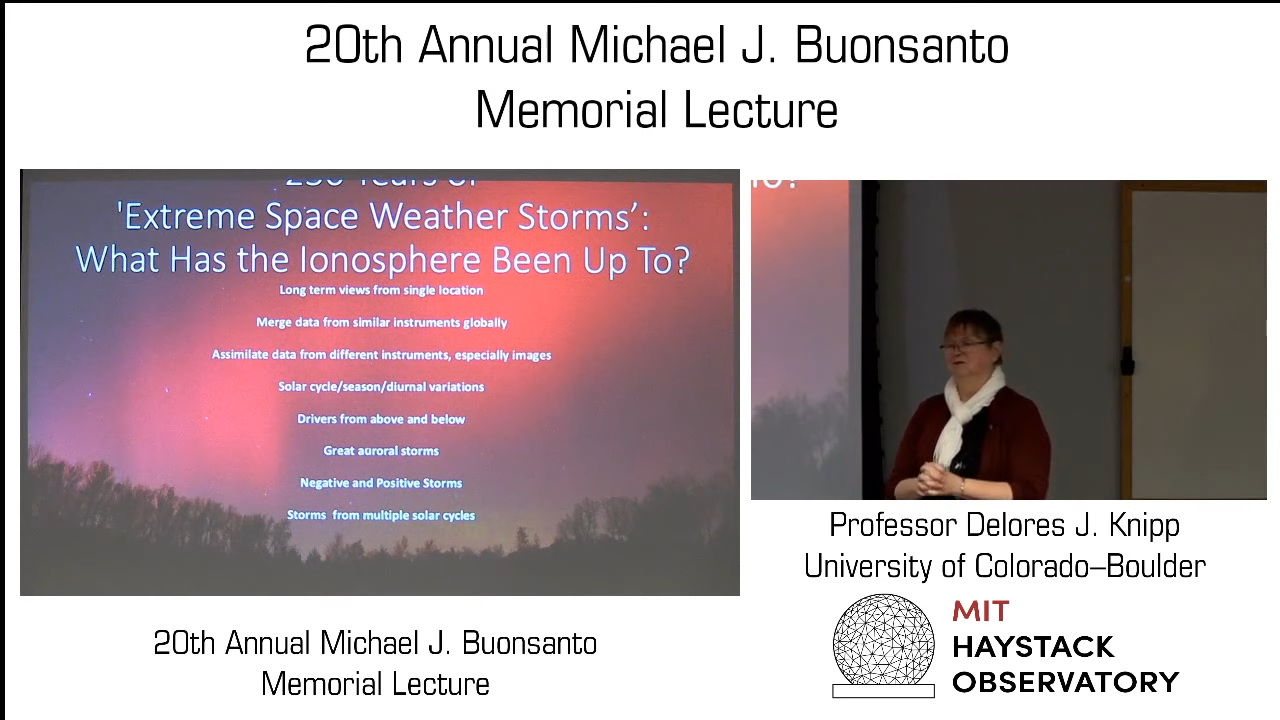 20th Annual Michael J. Buonsanto
Memorial Lecture
Years of
'Extreme Space Weather Storms’:
What Has the Ionosphere Been Up To?
Long term views from single location
Merge data from similar instruments globally
Assimilate data from different instruments, especially images
Solar cycle/season/diurnal variations
Drivers from above and below
Great auroral storms
Negative and Positive Storms
Storms from multiple solar cycles
20th Annual Michael J. Buonsanto
Memorial Lecture
Professor Delores J. Knipp
University of Colorado–Boulder
MIT
HAYSTACK
OBSERVATORY